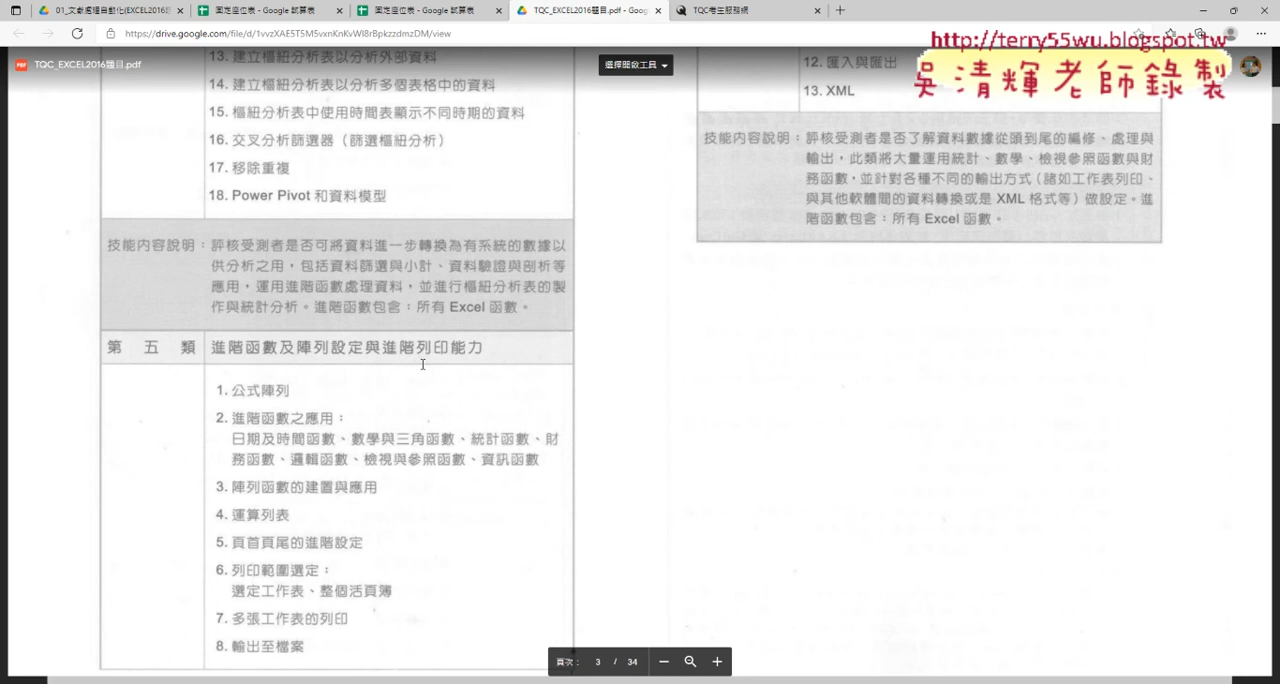 01_文書處理自動化(EXCEL2016題
固定座位表 - Google 試算表
固定座位表 - Google 試算表
TQC_EXCEL2016題目.pdf - Google
TQC考生服務網
https://drive.google.com/file/d/1vvzXAE5T5M5vxnKnKvWI8rBpkzzdmzDM/view
http://terry55wu.blogspot.tw
吳清輝老師錄製
TQC_EXCEL2016題目.pdf
選擇開啟工具
13. 建立樞紐分析表以分析外部資料
14. 建立樞紐分析表以分析多個表格中的資料
15. 樞紐分析表中使用時間表顯示不同時期的資料
16. 交叉分析篩選器（篩選樞紐分析）
17. 移除重複
18. Power Pivot 和資料模型
技能內容說明：評核受測者是否可將資料進一步轉換為有系統的數據以
供分析之用，包括資料篩選與小計、資料驗證與剖析等
應用，運用進階函數處理資料，並進行樞紐分析表的製
作與統計分析。進階函數包含：所有 Excel 函數。
第 五 類 進階函數及陣列設定與進階列印能力
1. 公式陣列
2. 進階函數之應用：
日期及時間函數、數學與三角函數、統計函數、財
務函數、邏輯函數、檢視與參照函數、資訊函數
3. 陣列函數的建置與應用
4. 運算列表
5. 頁首頁尾的進階設定
6. 列印範圍選定：
選定工作表、整個活頁簿
7. 多張工作表的列印
8. 輸出至檔案
12. 匯入與匯出
13. XML
技能內容說明：評核受測者是否了解資料數據從頭到尾的編修、處理與
輸出，此類將大量運用統計、數學、檢視參照函數與財
務函數，並針對各種不同的輸出方式（諸如工作表列印、
與其他軟體間的資料轉換或是 XML 格式等）做設定。進
階函數包含：所有 Excel 函數。
頁次： 3 / 34